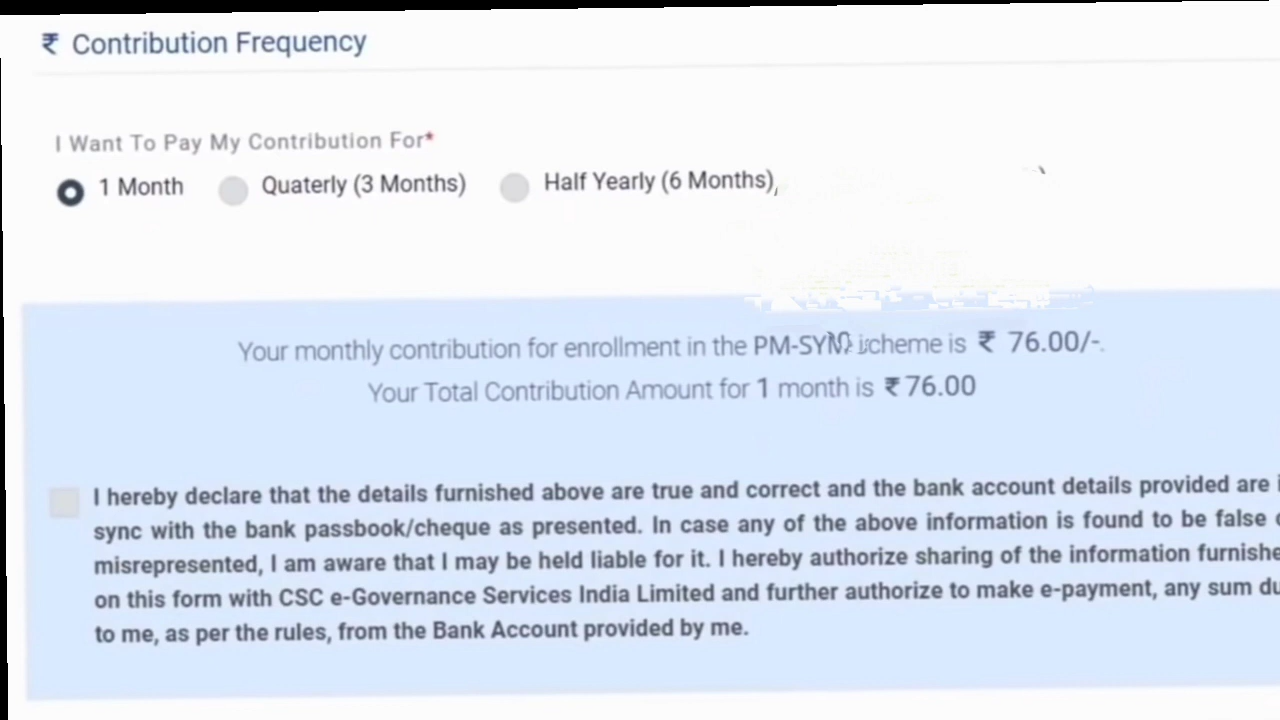 ₹ Contribution Frequency
I Want To Pay My Contribution For*
1 Month Quaterly (3 Months) Half Yearly (6 Months),
Your monthly contribution for enrollment in the is ₹ 76.00/-.
Your Total Contribution Amount for 1 month is ₹ 76.00
I hereby declare that the details furnished above are true and correct and the bank account details provided are
sync with the bank passbook/cheque as presented. In case any of the above information is found to be false
misrepresented, I am aware that I may be held liable for it. I hereby authorize sharing of the information furnishe
on this form with CSC e-Governance Services India Limited and further authorize to make e-payment, any sum du
to me, as per the rules, from the Bank Account provided by me.